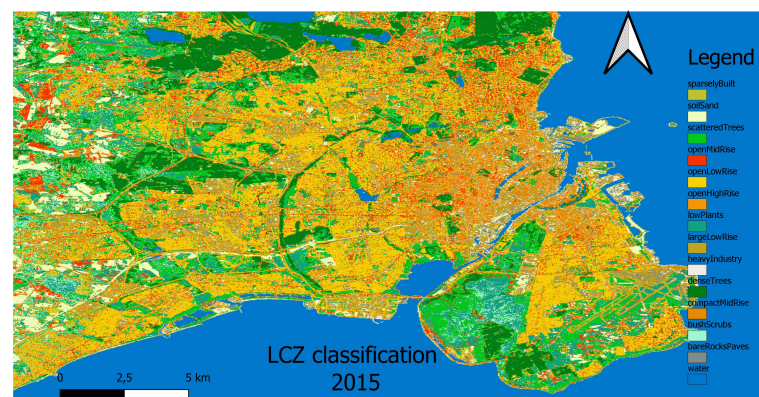 Legend
sparselyBuilt
soilSand
scatteredTrees
openMidRise
openLowRise
openHighRise
lowPlants
largeLowRise
heavyIndustry
denseTrees
compactMidRise
bushScrubs
bareRocksPaves
water
LCZ classification
2015
0 2,5 5 km